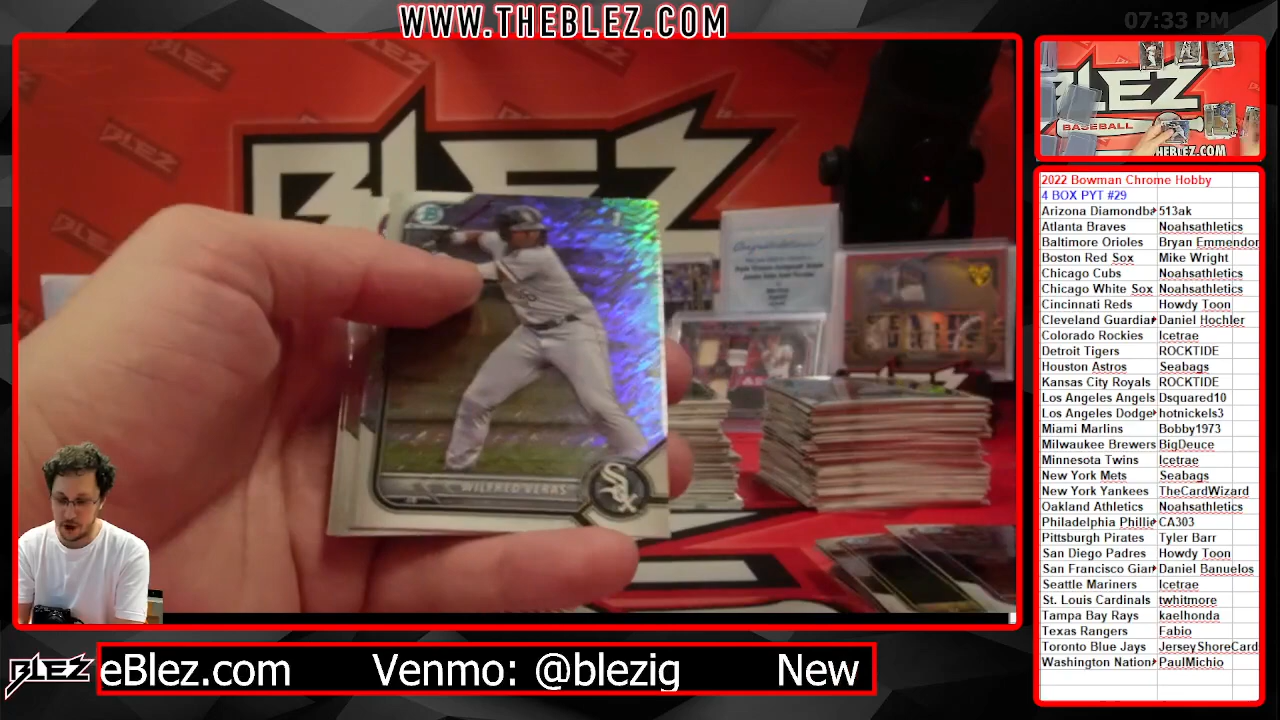 WWW.THEBLEZ.COM
07:33 PM
BLEZ
BLEZ
BLEZ
B
1
Congratulations!
WILFRED VERAS
SOX
BLEZ
BASEBALL
THEBLEZ.COM
2022 Bowman Chrome Hobby
4 BOX PYT #29
Arizona Diamondba 513ak
Atlanta Braves Noahsathletics
Baltimore Orioles Bryan Emmendor
Boston Red Sox Mike Wright
Chicago Cubs Noahsathletics
Chicago White Sox Noahsathletics
Cincinnati Reds Howdy Toon
Cleveland Guardia Daniel Hochler
Colorado Rockies Icetrae
Detroit Tigers ROCKTIDE
Houston Astros Seabags
Kansas City Royals ROCKTIDE
Los Angeles Angels Dsquared10
Los Angeles Dodge hotnickels3
Miami Marlins Bobby1973
Milwaukee Brewers BigDeuce
Minnesota Twins Icetrae
New York Mets Seabags
New York Yankees TheCardWizard
Oakland Athletics Noahsathletics
Philadelphia Phillie CA303
Pittsburgh Pirates Tyler Barr
San Diego Padres Howdy Toon
San Francisco Gian Daniel Banuelos
Seattle Mariners Icetrae
St. Louis Cardinals twhitmore
Tampa Bay Rays kaelhonda
Texas Rangers Fabio
Toronto Blue Jays JerseyShoreCard
Washington Nation PaulMichio
BLEZ
eBlez.com Venmo: @blezig New